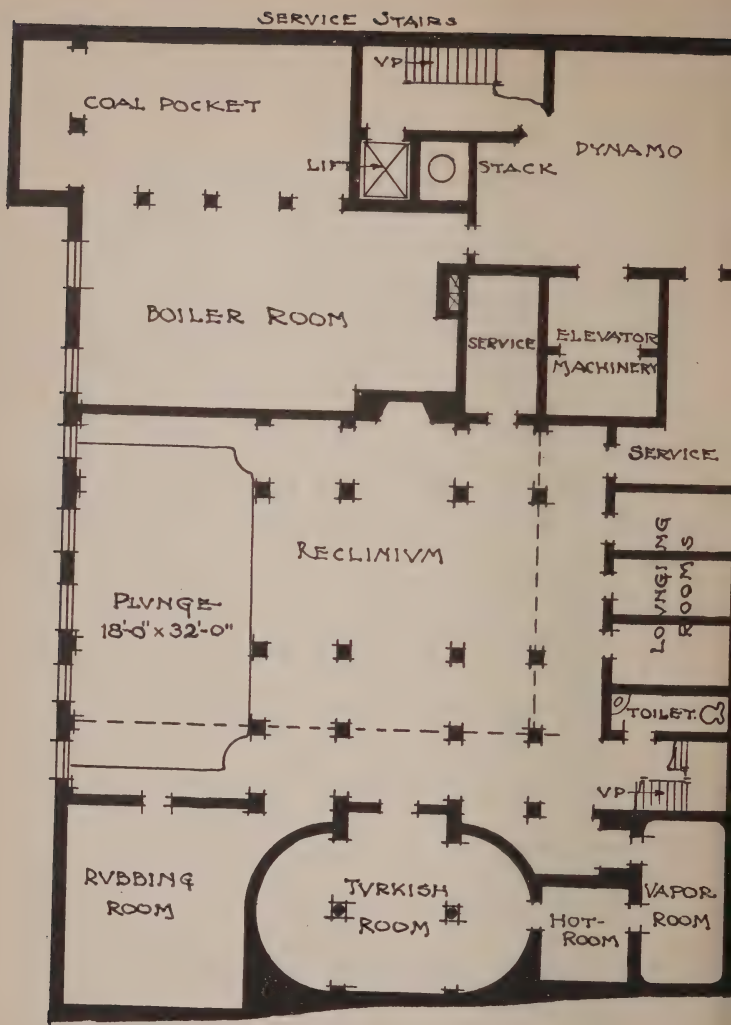 SERVICE STAIRS
VP
COAL POCKET
DYNAMO
LIFT
STACK
BOILER ROOM
SERVICE
ELEVATOR
MACHINERY
SERVICE
RECLINIVM
LOVNGING
ROOMS
PLVNGE
18'-0" x 32'-0"
TOILET
VP
RVBBING
ROOM
TVRKISH
ROOM
HOT-
ROOM
VAPOR
ROOM